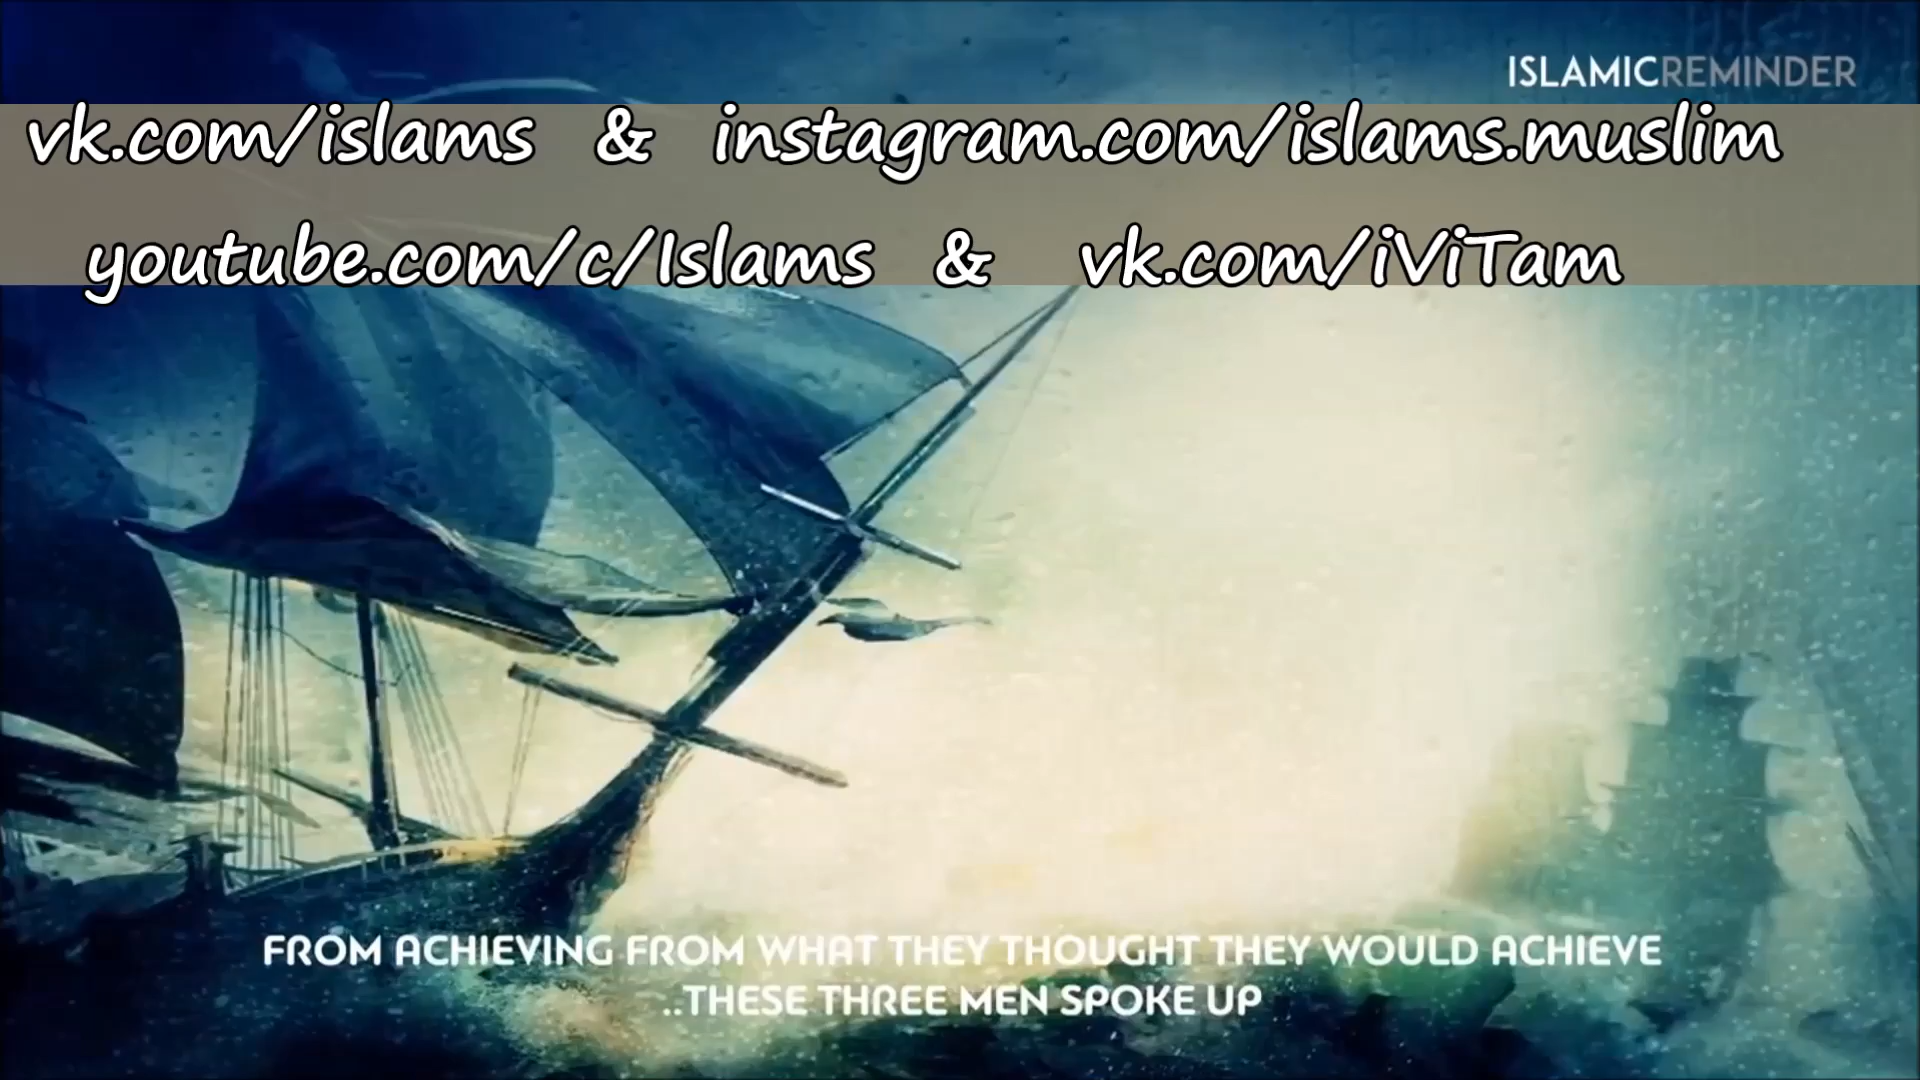 ISLAMICREMINDER
vk.com/islams & instagram.com/islams.muslim
youtube.com/c/Islams & vk.com/iViTam
FROM ACHIEVING FROM WHAT THEY THOUGHT THEY WOULD ACHIEVE
..THESE THREE MEN SPOKE UP